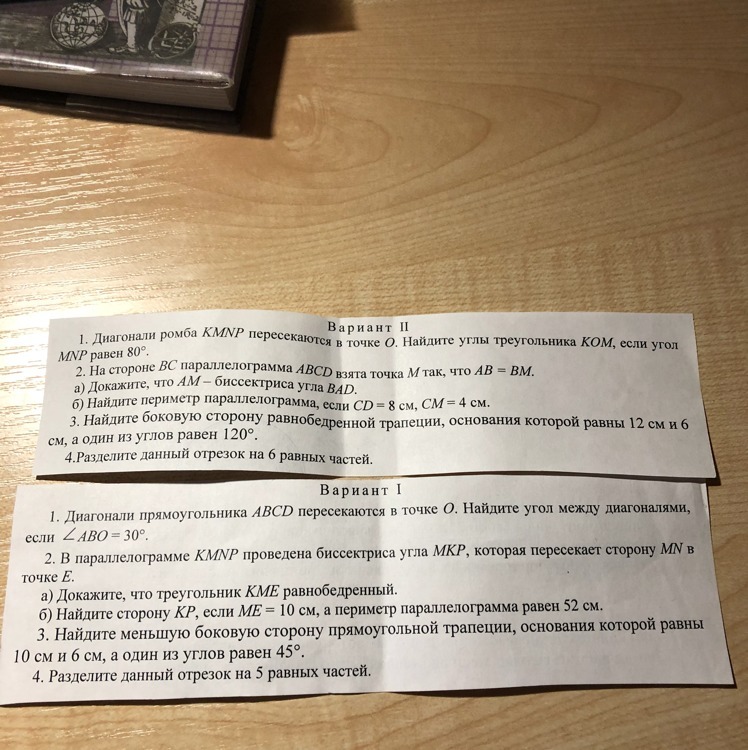 Вариант II
1. Диагонали ромба KMNP пересекаются в точке O. Найдите углы треугольника KOM, если угол
MNP равен 80°.
2. На стороне BC параллелограмма ABCD взята точка M так, что AB = BM.
а) Докажите, что AM – биссектриса угла BAD.
б) Найдите периметр параллелограмма, если CD = 8 см, CM = 4 см.
3. Найдите боковую сторону равнобедренной трапеции, основания которой равны 12 см и 6
см, а один из углов равен 120°.
4.Разделите данный отрезок на 6 равных частей.
Вариант I
1. Диагонали прямоугольника ABCD пересекаются в точке O. Найдите угол между диагоналями,
если ∠ABO = 30°.
2. В параллелограмме KMNP проведена биссектриса угла MKP, которая пересекает сторону MN в
точке E.
а) Докажите, что треугольник KME равнобедренный.
б) Найдите сторону KP, если ME = 10 см, а периметр параллелограмма равен 52 см.
3. Найдите меньшую боковую сторону прямоугольной трапеции, основания которой равны
10 см и 6 см, а один из углов равен 45°.
4. Разделите данный отрезок на 5 равных частей.